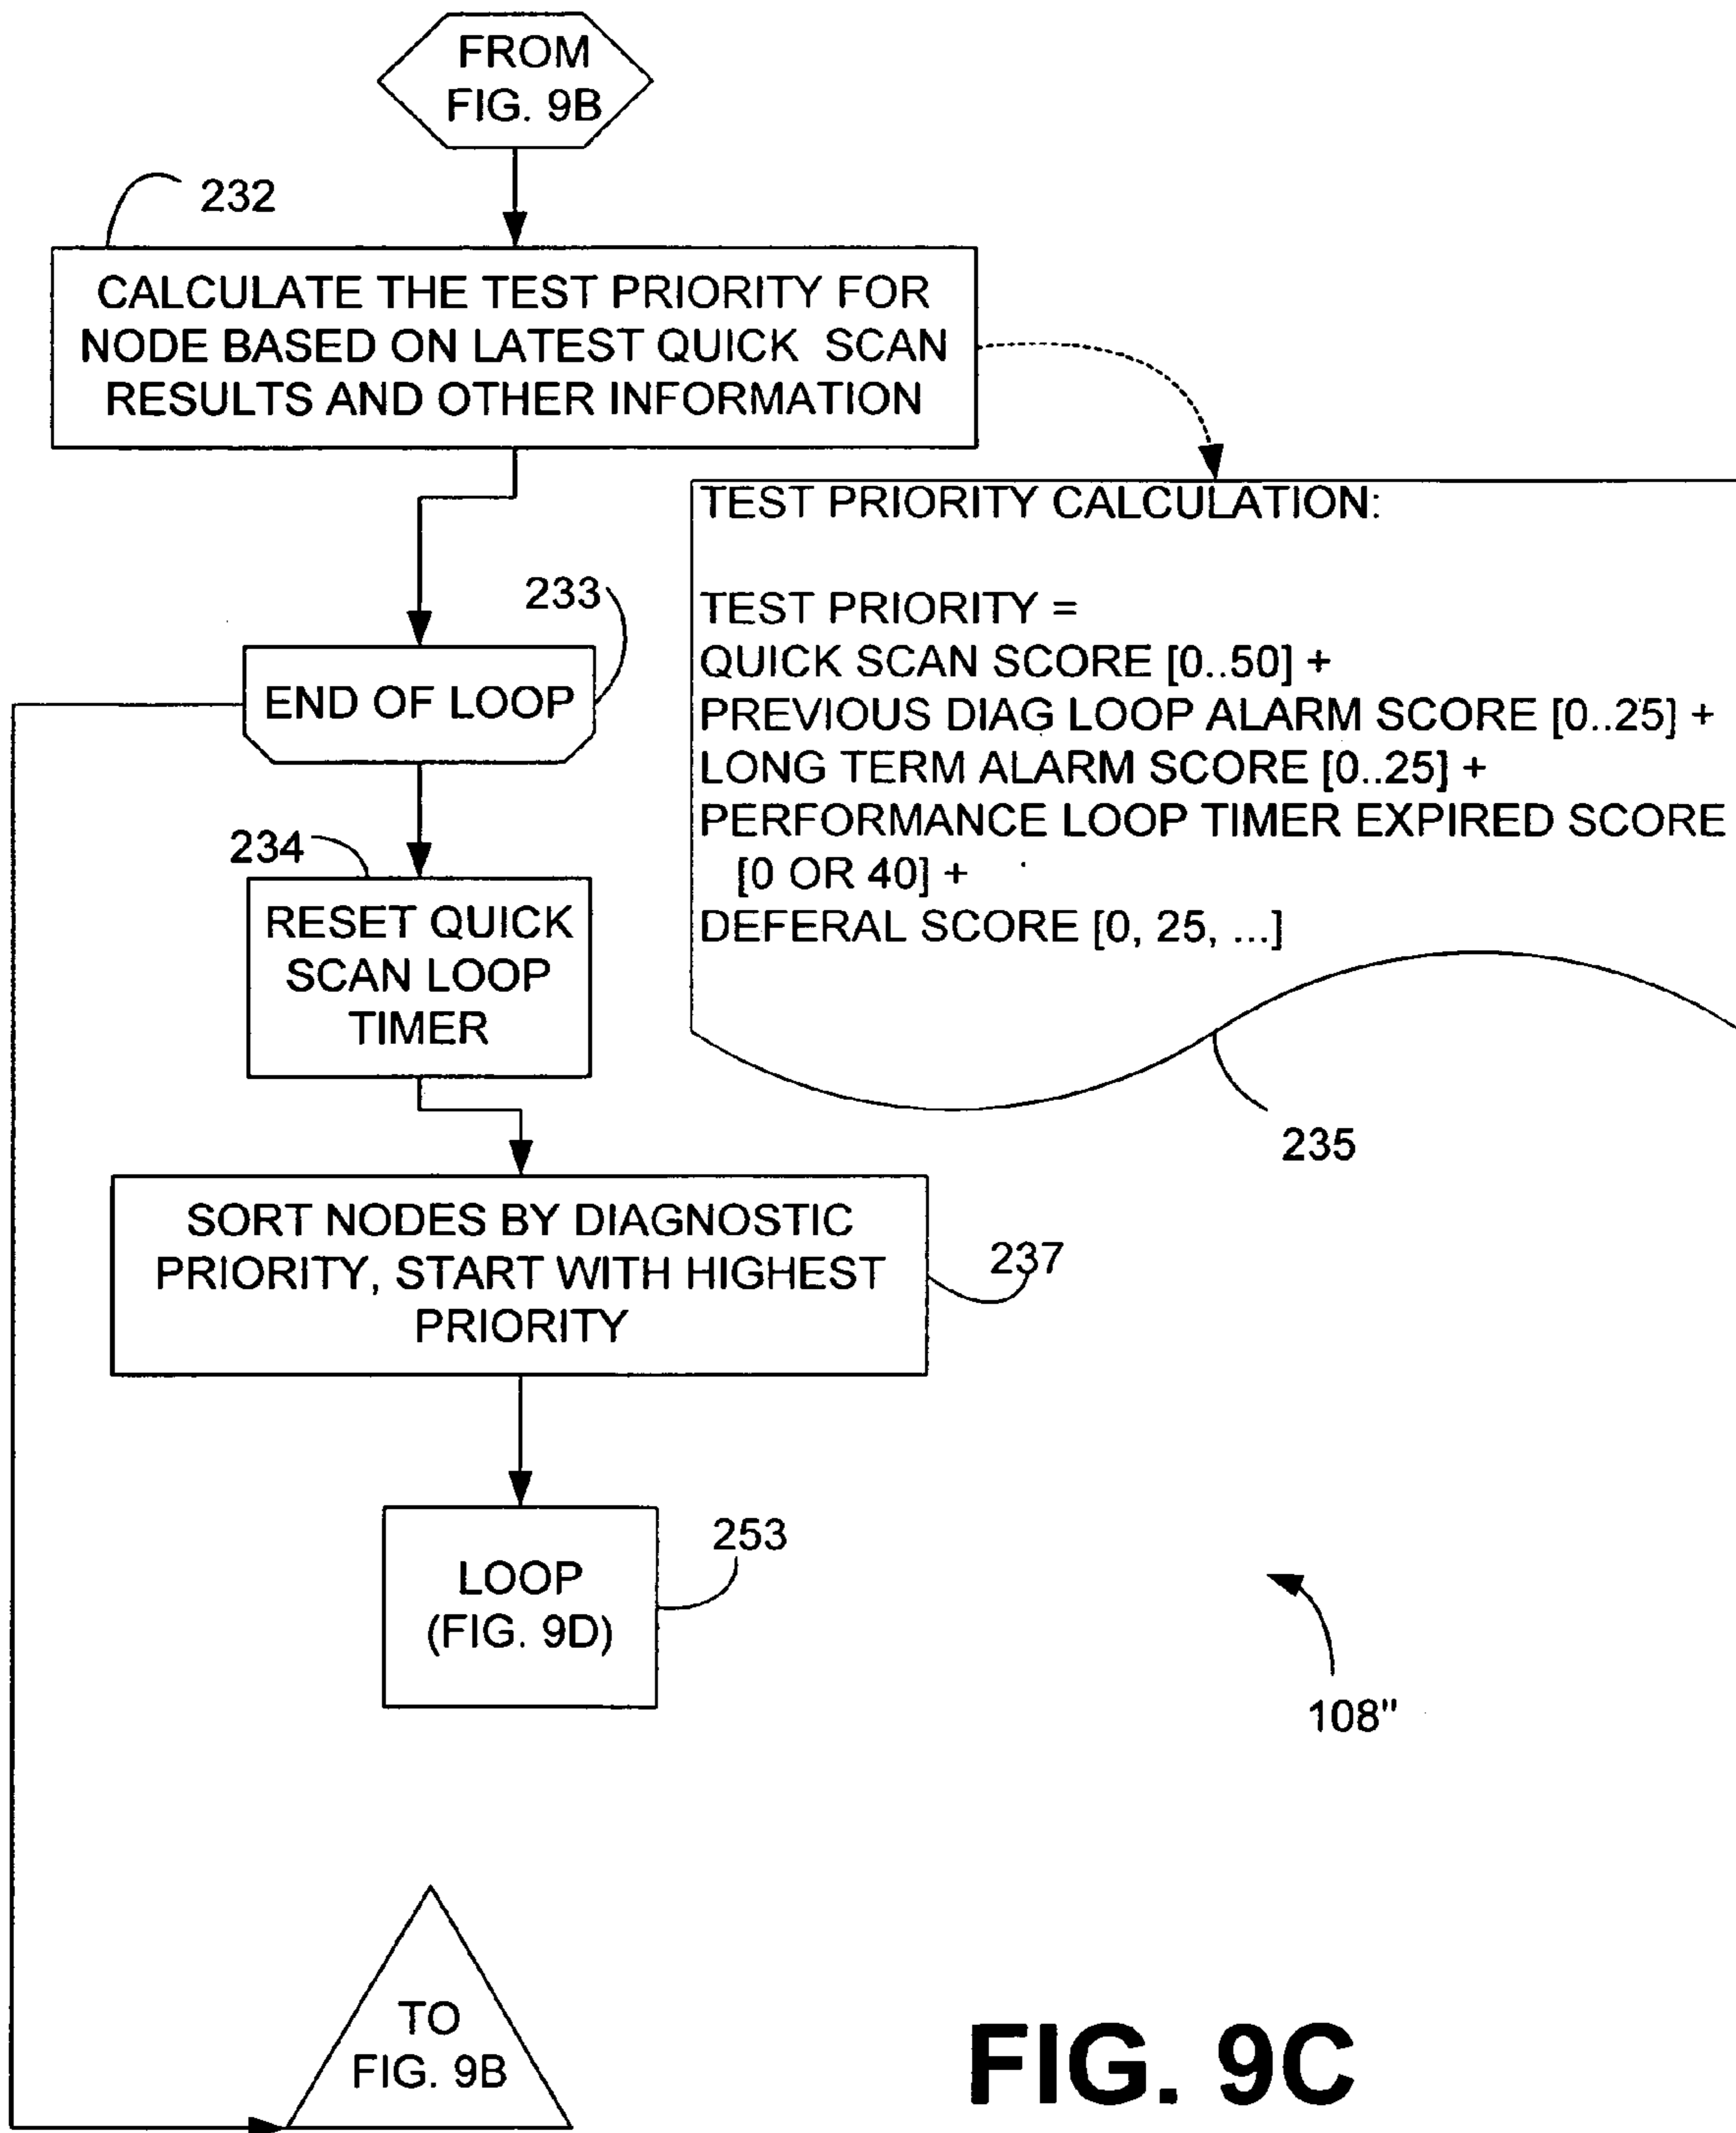 FROM
FIG. 9B
232
CALCULATE THE TEST PRIORITY FOR
NODE BASED ON LATEST QUICK SCAN
RESULTS AND OTHER INFORMATION
TEST PRIORITY CALCULATION:
TEST PRIORITY =
QUICK SCAN SCORE [0..50] +
PREVIOUS DIAG LOOP ALARM SCORE [0..25] +
LONG TERM ALARM SCORE [0..25] +
PERFORMANCE LOOP TIMER EXPIRED SCORE
[0 OR 40] +
DEFERAL SCORE [0, 25, ...]
235
233
END OF LOOP
234
RESET QUICK
SCAN LOOP
TIMER
SORT NODES BY DIAGNOSTIC
PRIORITY, START WITH HIGHEST
PRIORITY
237
LOOP
(FIG. 9D)
253
108"
TO
FIG. 9B
FIG. 9C